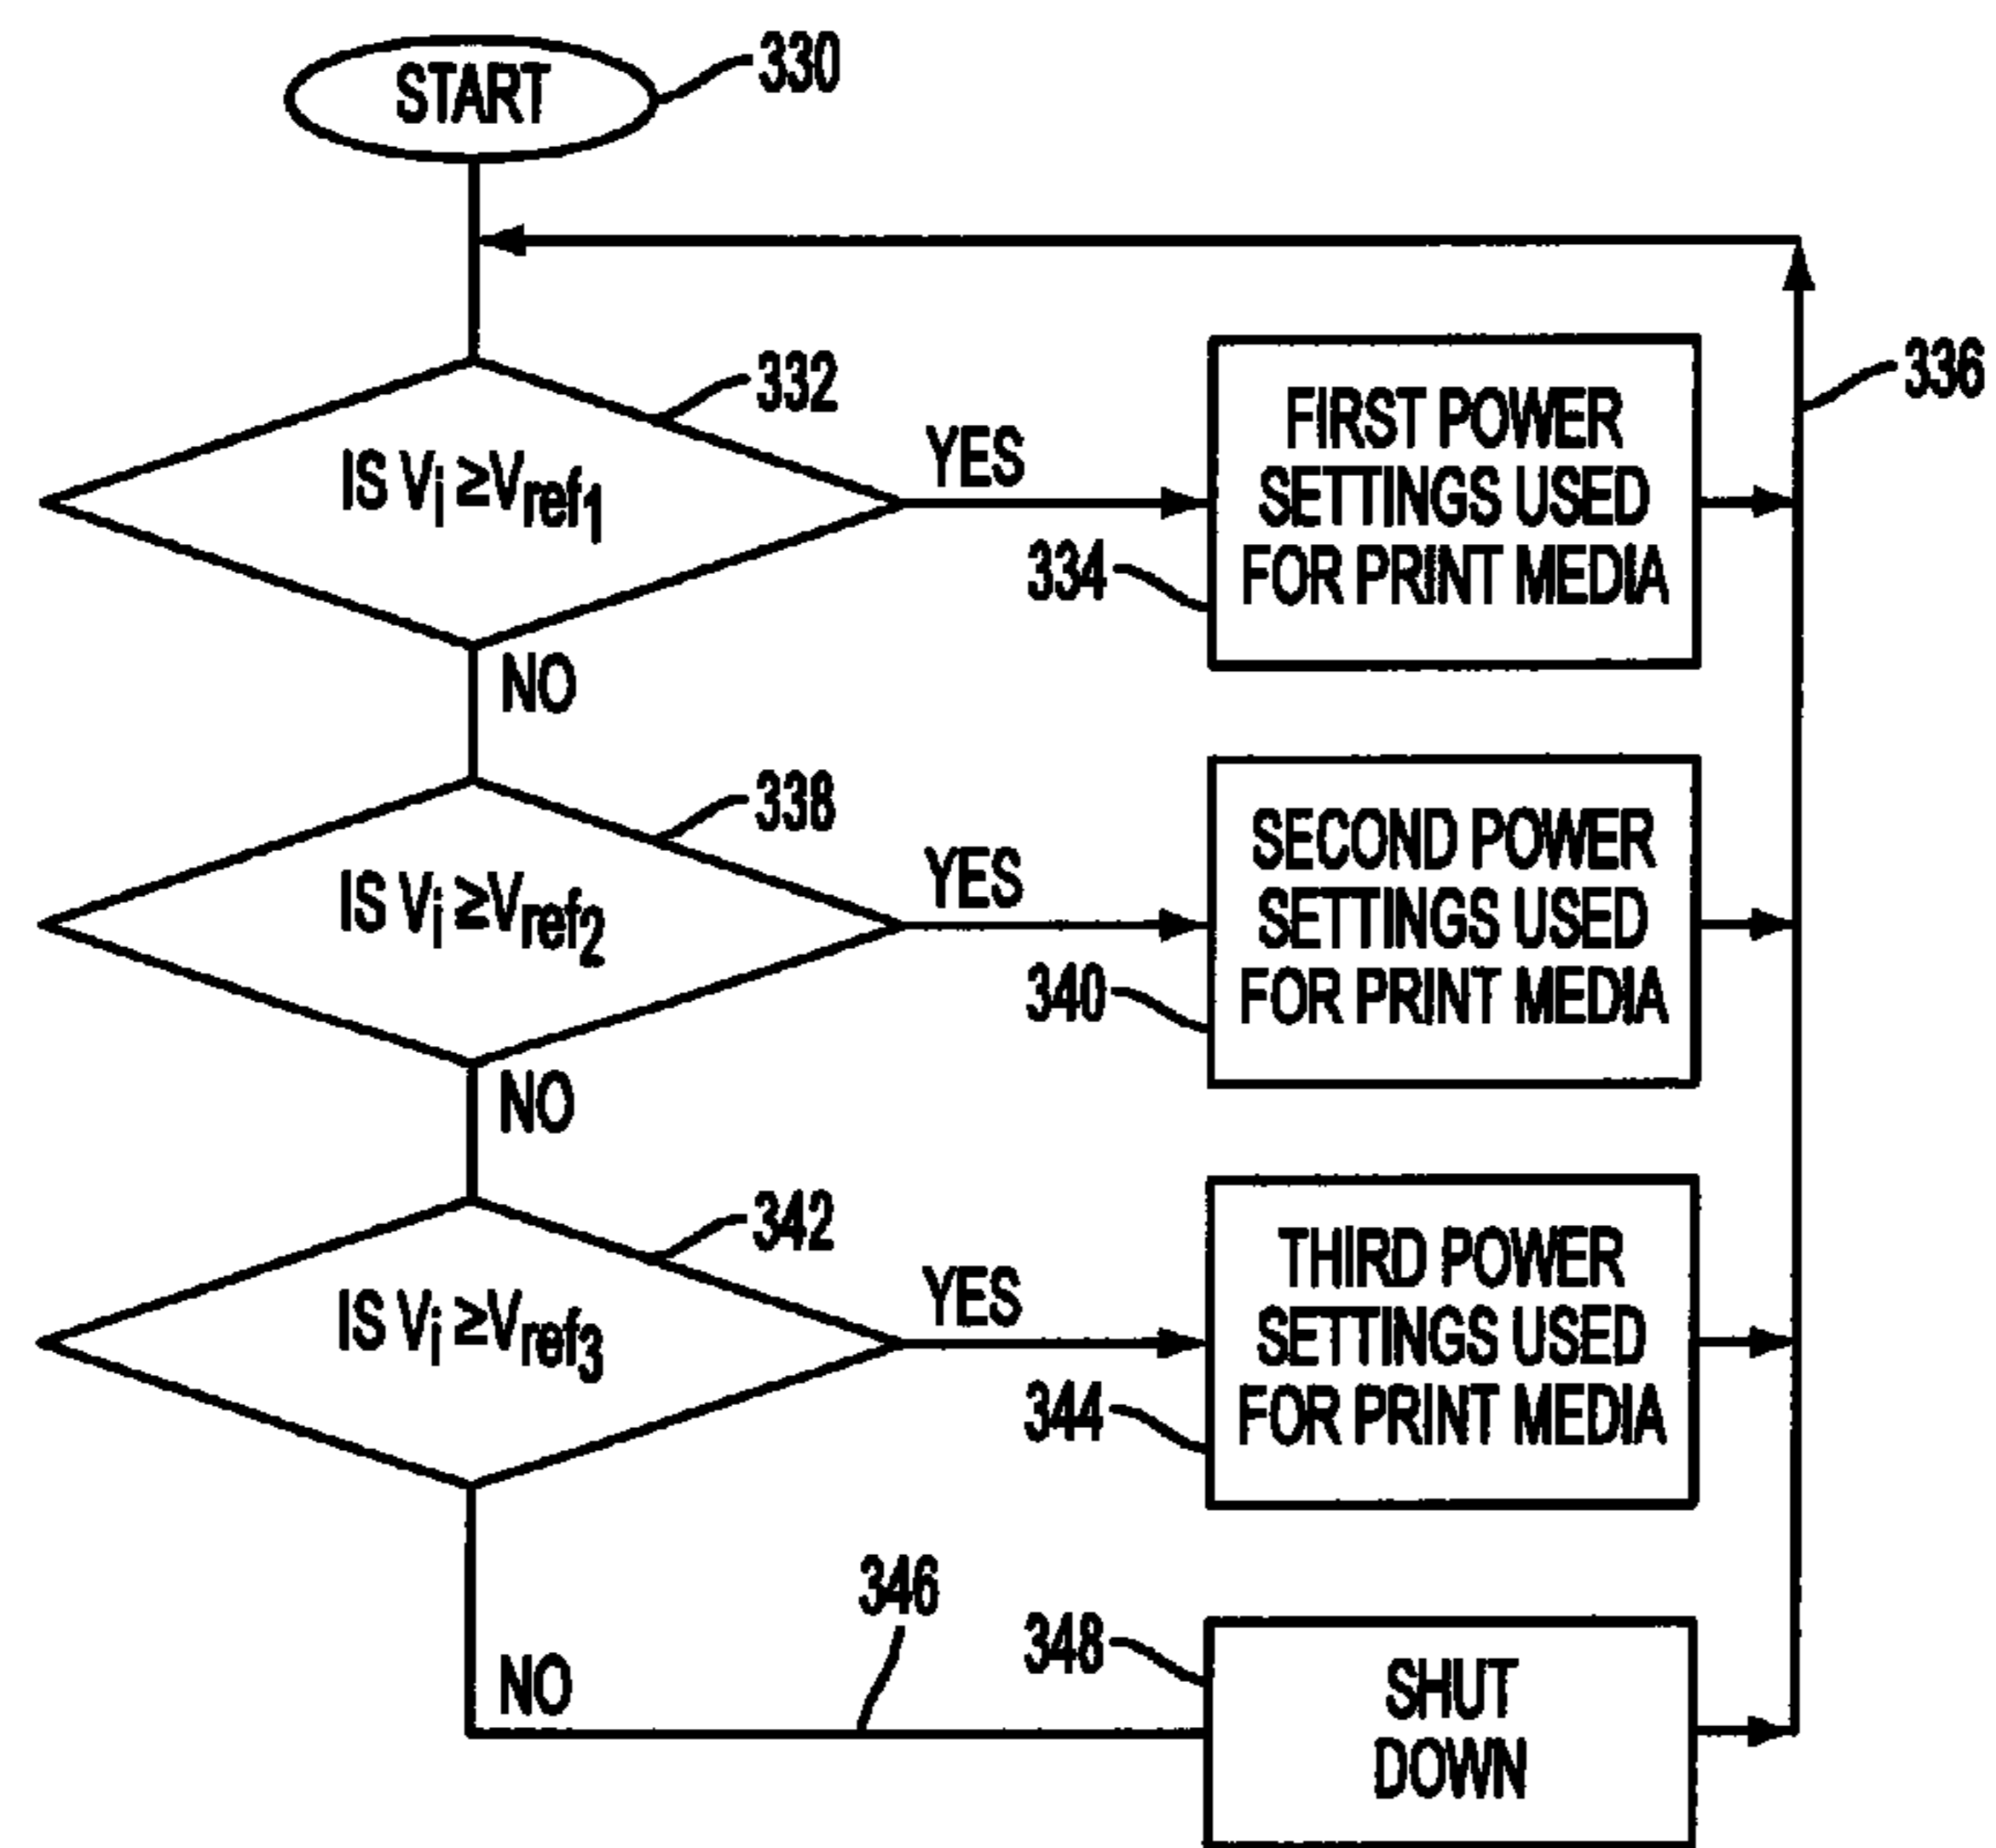 START
330
332
IS Vi ≥Vref1
YES
FIRST POWER
SETTINGS USED
FOR PRINT MEDIA
334
336
NO
338
IS Vi ≥Vref2
YES
SECOND POWER
SETTINGS USED
FOR PRINT MEDIA
340
NO
342
IS Vi ≥Vref3
YES
THIRD POWER
SETTINGS USED
FOR PRINT MEDIA
344
NO
346
348
SHUT
DOWN